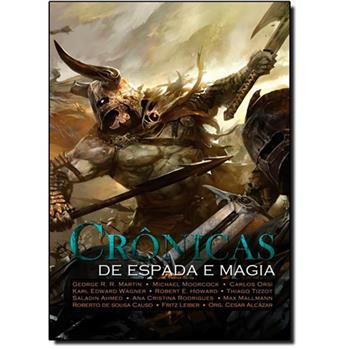 CRÔNICAS
DE ESPADA E MAGIA
GEORGE R. R. MARTIN • MICHAEL MOORCOCK • CARLOS ORSI
KARL EDWARD WAGNER • ROBERT E. HOWARD • THIAGO TIZZOT
SALADIN AHMED • ANA CRISTINA RODRIGUES • MAX MALLMANN
ROBERTO DE SOUSA CAUSO • FRITZ LEIBER • ORG. CESAR ALCÁZAR